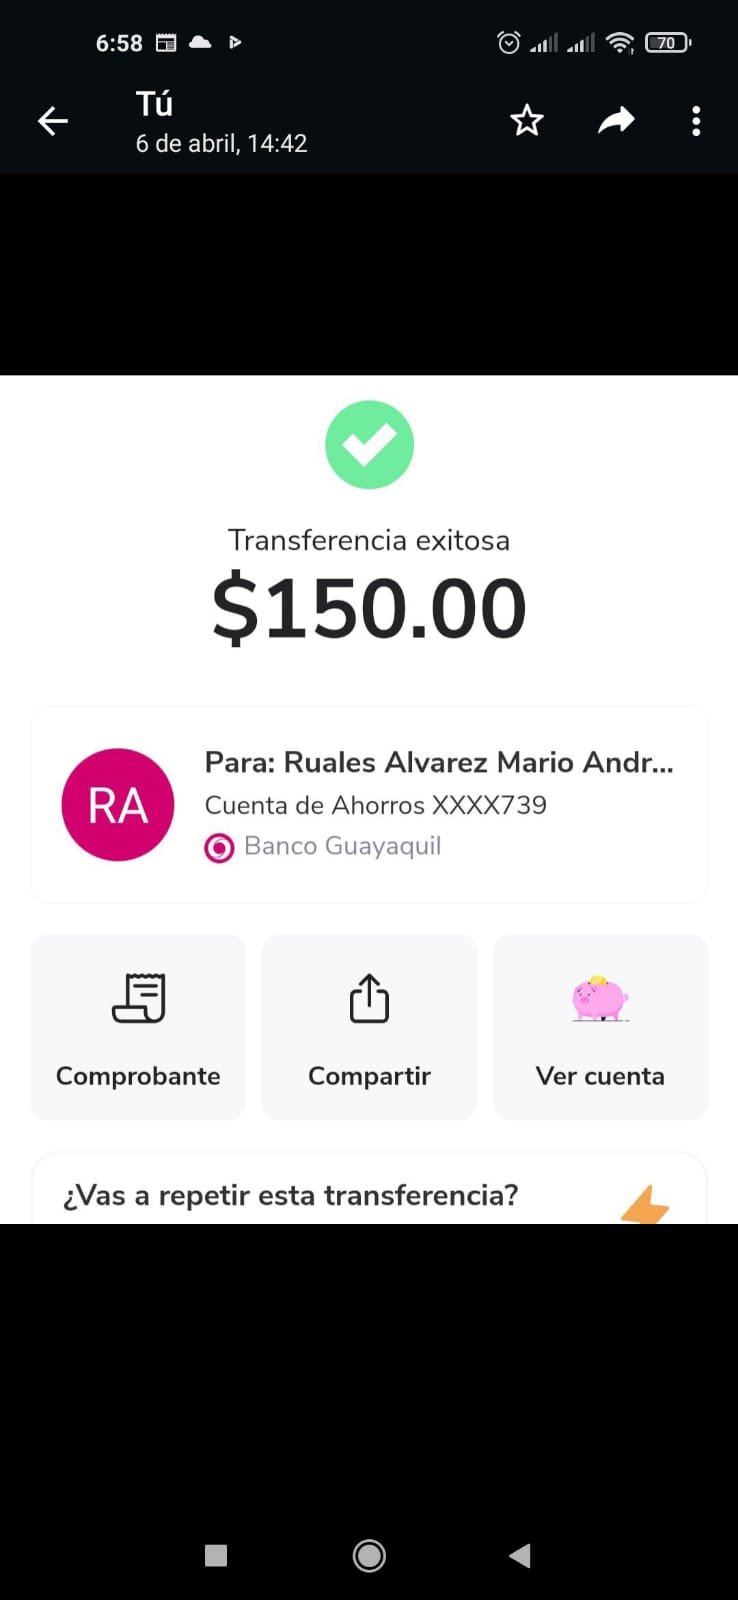 6:58
70
Tú
6 de abril, 14:42
Transferencia exitosa
$150.00
RA
Para: Ruales Alvarez Mario Andr...
Cuenta de Ahorros XXXX739
Banco Guayaquil
Comprobante
Compartir
Ver cuenta
¿Vas a repetir esta transferencia?